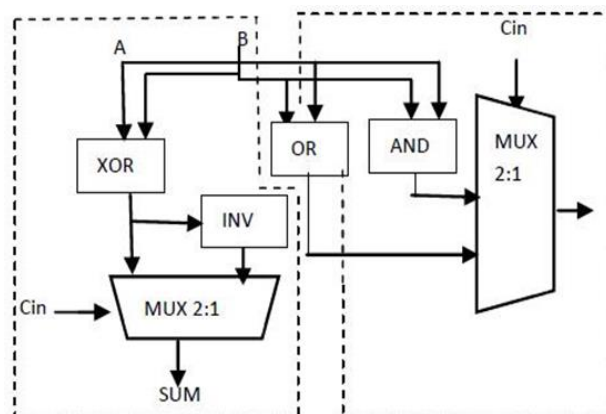 A
B
Cin
XOR
OR
AND
MUX
2:1
INV
Cin
MUX 2:1
SUM